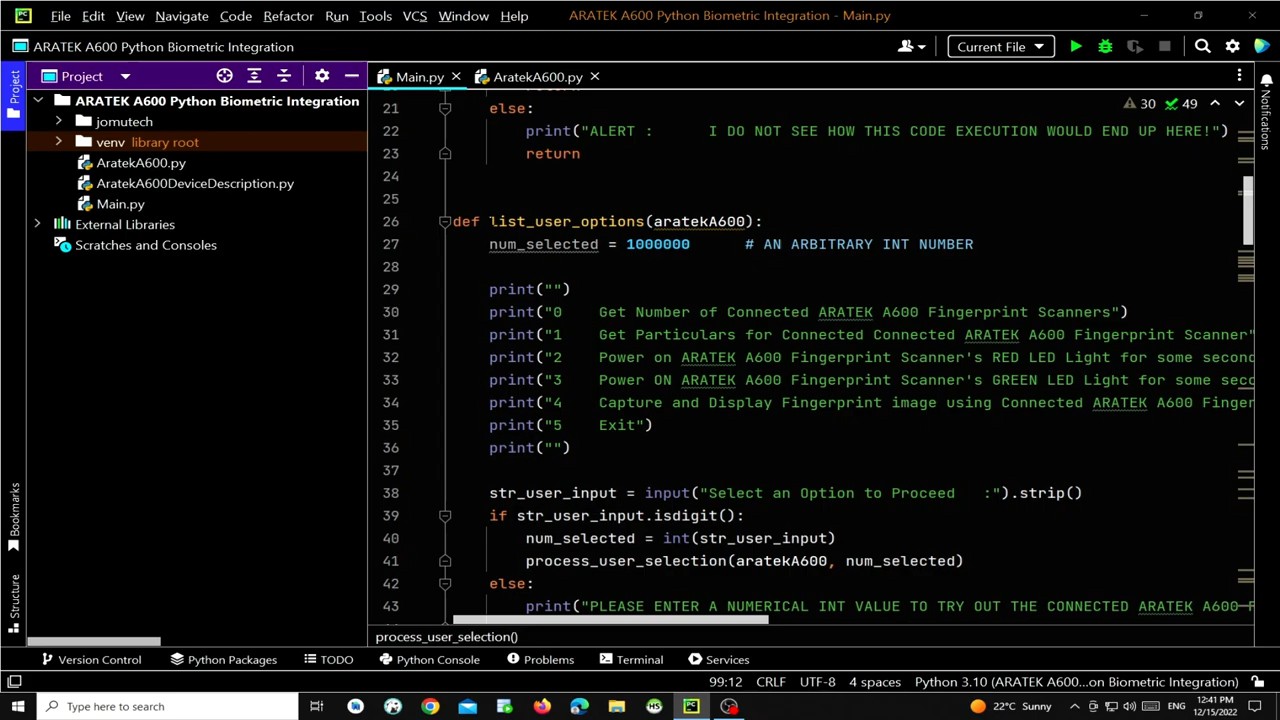 File Edit View Navigate Code Refactor Run Tools VCS Window Help ARATEK A600 Python Biometric Integration - Main.py
ARATEK A600 Python Biometric Integration Current File
Project Main.py AratekA600.py
ARATEK A600 Python Biometric Integration
jomutech
venv library root
AratekA600.py
AratekA600DeviceDescription.py
Main.py
External Libraries
Scratches and Consoles
Project
Bookmarks
Structure
Notifications
30 49
21 else:
22 print("ALERT : I DO NOT SEE HOW THIS CODE EXECUTION WOULD END UP HERE!")
23 return
24
25
26 def list_user_options(aratekA600):
27 num_selected = 1000000 # AN ARBITRARY INT NUMBER
28
29 print("")
30 print("0 Get Number of Connected ARATEK A600 Fingerprint Scanners")
31 print("1 Get Particulars for Connected Connected ARATEK A600 Fingerprint Scanner"
32 print("2 Power on ARATEK A600 Fingerprint Scanner's RED LED Light for some second
33 print("3 Power ON ARATEK A600 Fingerprint Scanner's GREEN LED Light for some seco
34 print("4 Capture and Display Fingerprint image using Connected ARATEK A600 Finger
35 print("5 Exit")
36 print("")
37
38 str_user_input = input("Select an Option to Proceed :").strip()
39 if str_user_input.isdigit():
40 num_selected = int(str_user_input)
41 process_user_selection(aratekA600, num_selected)
42 else:
43 print("PLEASE ENTER A NUMERICAL INT VALUE TO TRY OUT THE CONNECTED ARATEK A600
process_user_selection()
Version Control Python Packages TODO Python Console Problems Terminal Services
99:12 CRLF UTF-8 4 spaces Python 3.10 (ARATEK A600...on Biometric Integration)
Type here to search 22°C Sunny ENG 12:41 PM
12/15/2022